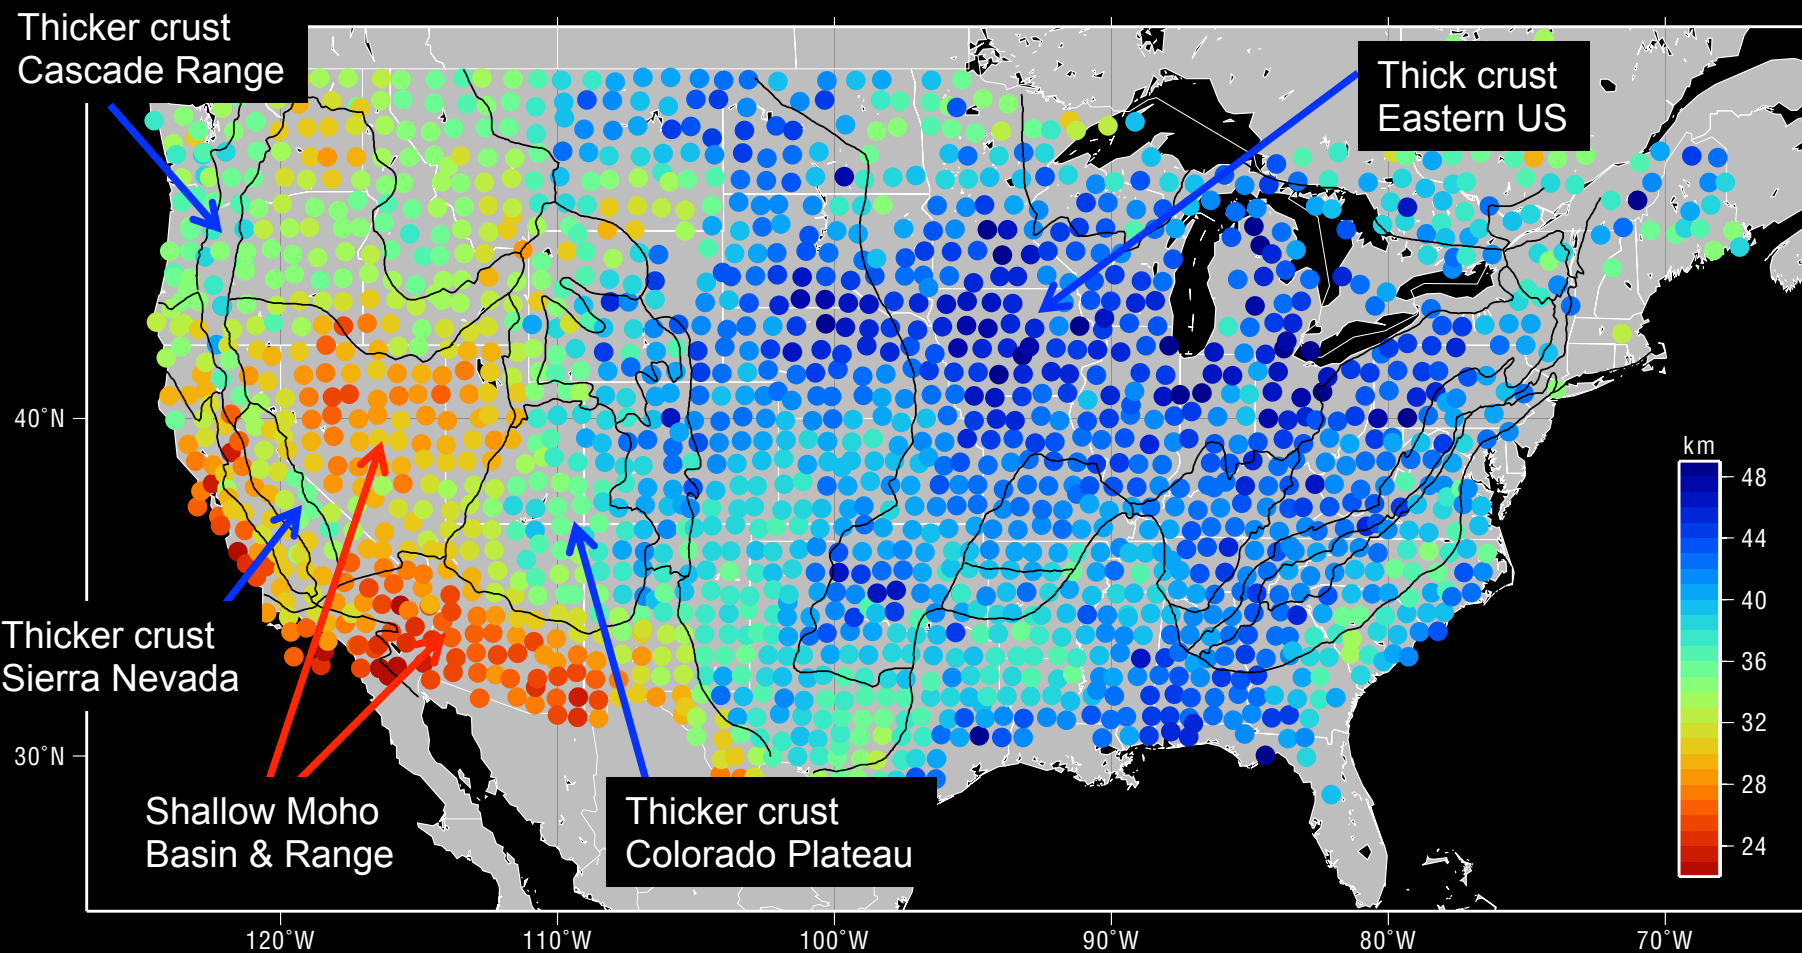 Thicker crust
Cascade Range
Thick crust
Eastern US
40°N
km
48
44
40
Thicker crust
Sierra Nevada
36
32
30°N
28
Shallow Moho
Basin & Range
Thicker crust
Colorado Plateau
24
120°W
110°W
100°W
90°W
80°W
70°W